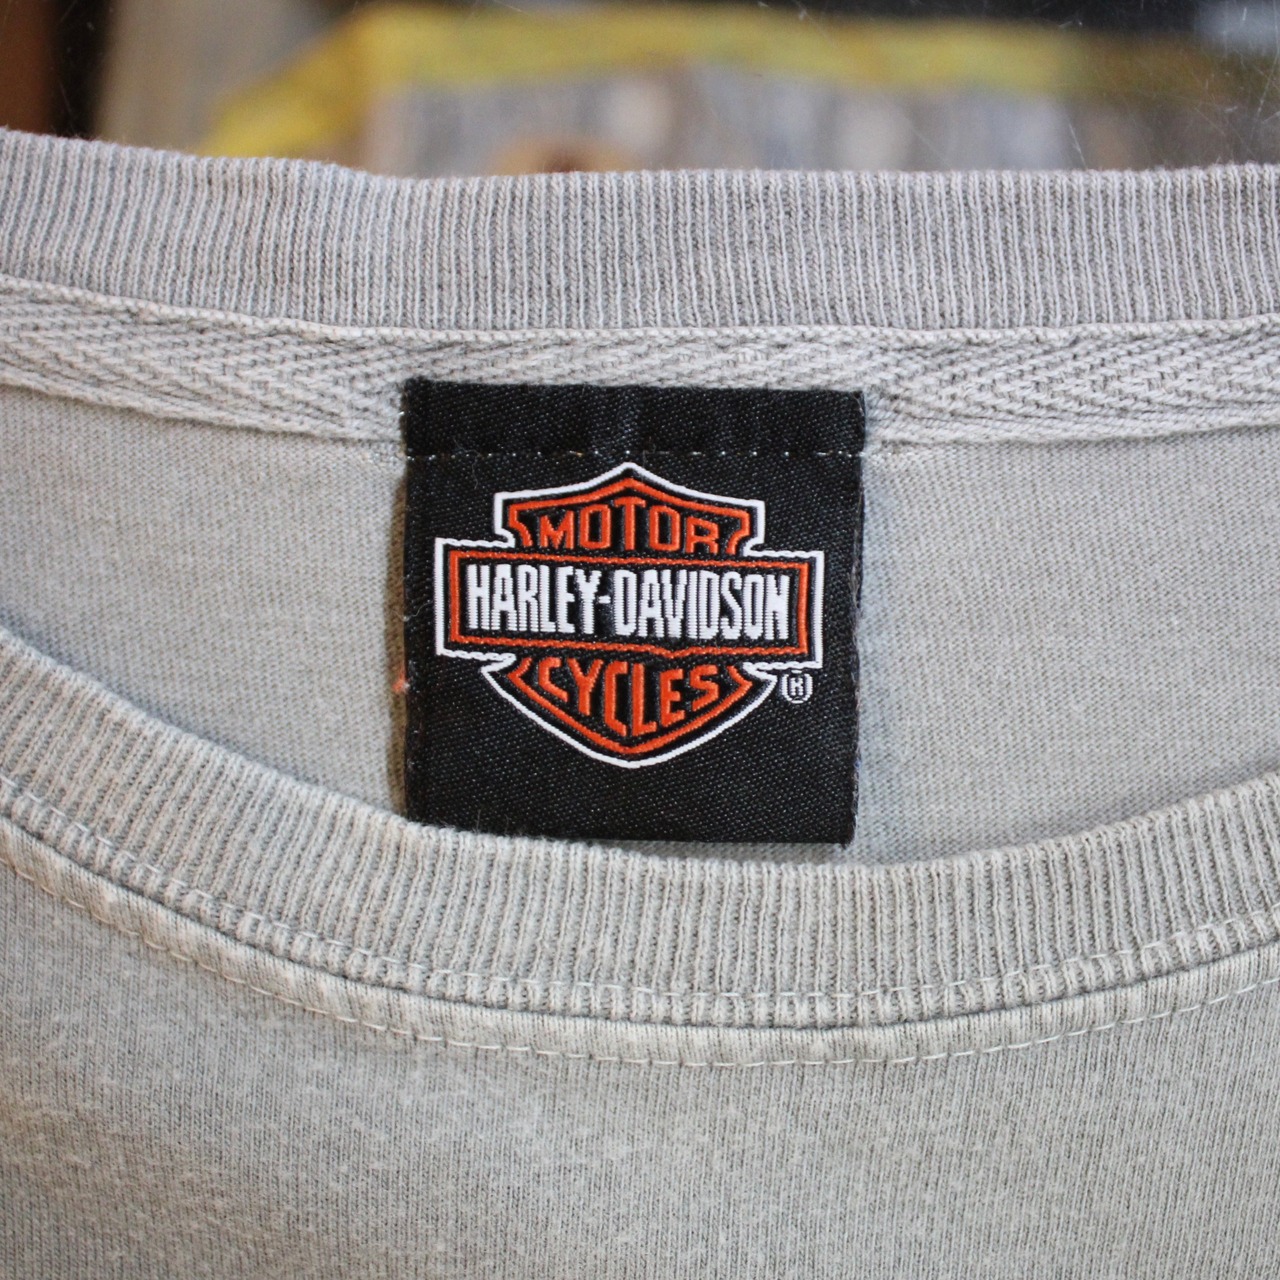 MOTOR
HARLEY-DAVIDSON
CYCLES
®